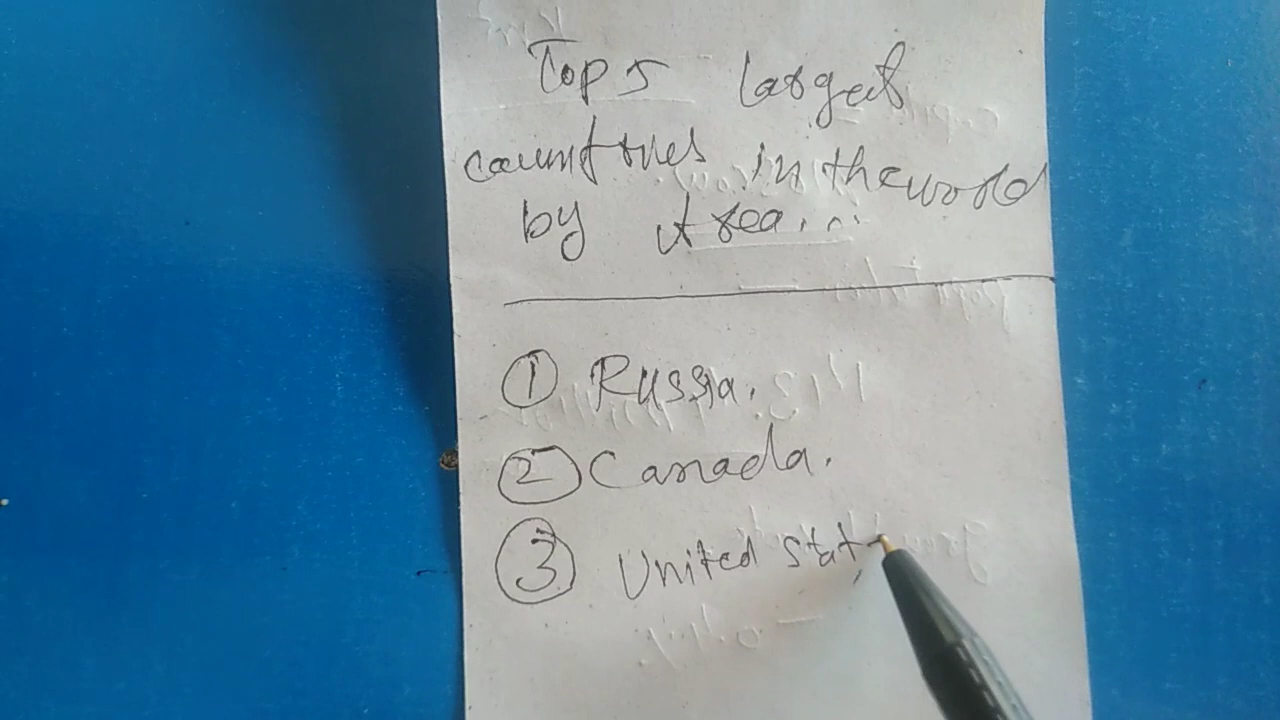 Top 5 largest
countries in the world
by Area...
① Russia.
② Canada.
③ United stat